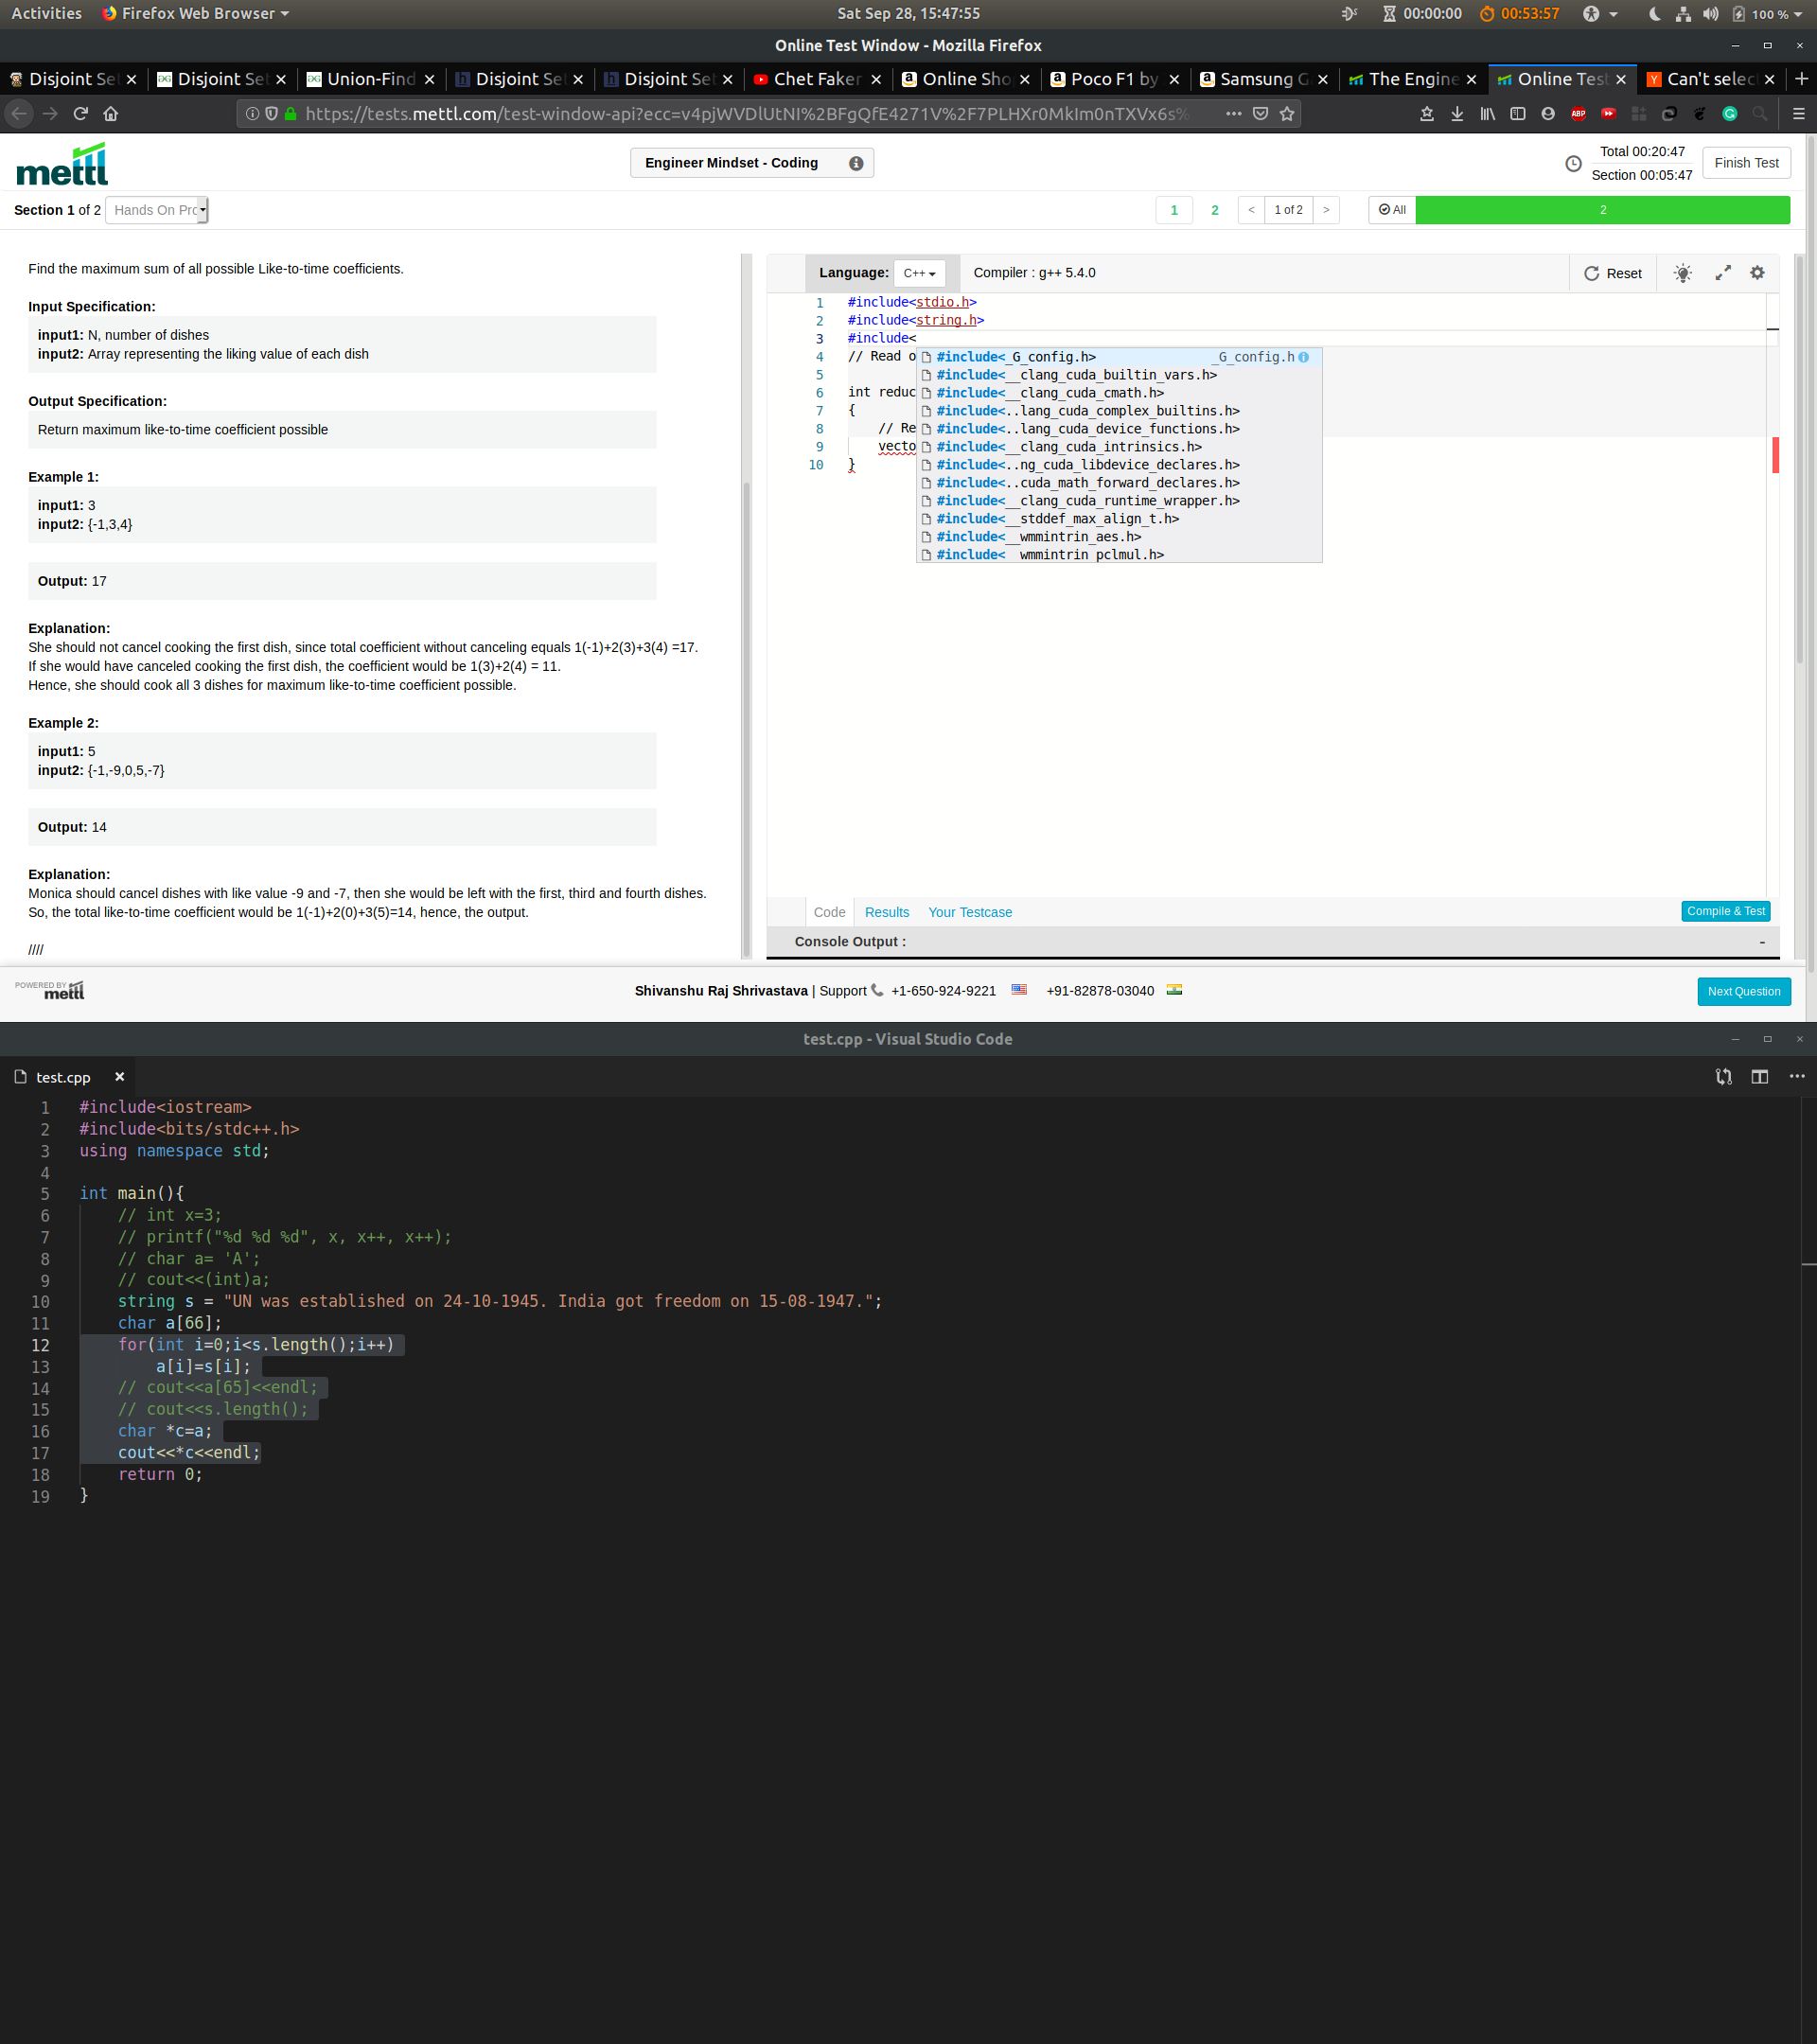 Activities Firefox Web Browser Sat Sep 28, 15:47:55 00:00:00 00:53:57 100 %
Online Test Window - Mozilla Firefox
Disjoint Set Disjoint Set Union-Find Disjoint Set Disjoint Set Chet Faker Online Sho Poco F1 by Samsung G The Engine Online Test Can't selec
https://tests.mettl.com/test-window-api?ecc=v4pjWVDlUtNI%2BFgQfE4271V%2F7PLHXr0MkIm0nTXVx6s%
mettl
Engineer Mindset - Coding
Total 00:20:47
Section 00:05:47
Finish Test
Section 1 of 2 Hands On Pro
1 2 < 1 of 2 > All 2
Find the maximum sum of all possible Like-to-time coefficients.
Input Specification:
input1: N, number of dishes
input2: Array representing the liking value of each dish
Output Specification:
Return maximum like-to-time coefficient possible
Example 1:
input1: 3
input2: {-1,3,4}
Output: 17
Explanation:
She should not cancel cooking the first dish, since total coefficient without canceling equals 1(-1)+2(3)+3(4) =17.
If she would have canceled cooking the first dish, the coefficient would be 1(3)+2(4) = 11.
Hence, she should cook all 3 dishes for maximum like-to-time coefficient possible.
Example 2:
input1: 5
input2: {-1,-9,0,5,-7}
Output: 14
Explanation:
Monica should cancel dishes with like value -9 and -7, then she would be left with the first, third and fourth dishes.
So, the total like-to-time coefficient would be 1(-1)+2(0)+3(5)=14, hence, the output.
////
Language: C++ Compiler : g++ 5.4.0 Reset
1 #include<stdio.h>
2 #include<string.h>
3 #include<
4 // Read o
5
6 int reduc
7 {
8 // Re
9 vecto
10 }
#include<_G_config.h> _G_config.h
#include<__clang_cuda_builtin_vars.h>
#include<__clang_cuda_cmath.h>
#include<..lang_cuda_complex_builtins.h>
#include<..lang_cuda_device_functions.h>
#include<__clang_cuda_intrinsics.h>
#include<..ng_cuda_libdevice_declares.h>
#include<..cuda_math_forward_declares.h>
#include<__clang_cuda_runtime_wrapper.h>
#include<__stddef_max_align_t.h>
#include<__wmmintrin_aes.h>
#include<__wmmintrin_pclmul.h>
Code Results Your Testcase Compile & Test
Console Output : -
POWERED BY
mettl
Shivanshu Raj Shrivastava | Support +1-650-924-9221 +91-82878-03040
Next Question
test.cpp - Visual Studio Code
test.cpp
1 #include<iostream>
2 #include<bits/stdc++.h>
3 using namespace std;
4
5 int main(){
6 // int x=3;
7 // printf("%d %d %d", x, x++, x++);
8 // char a= 'A';
9 // cout<<(int)a;
10 string s = "UN was established on 24-10-1945. India got freedom on 15-08-1947.";
11 char a[66];
12 for(int i=0;i<s.length();i++)
13 a[i]=s[i];
14 // cout<<a[65]<<endl;
15 // cout<<s.length();
16 char *c=a;
17 cout<<*c<<endl;
18 return 0;
19 }